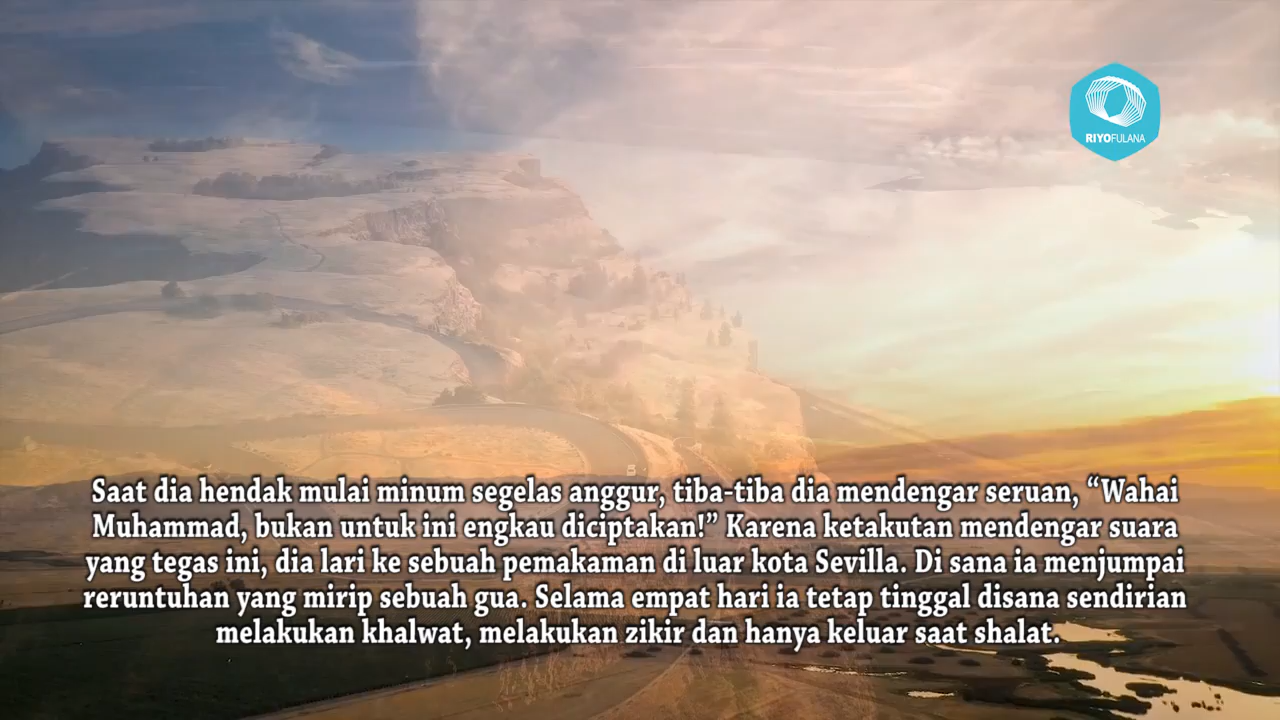 RIYOFULANA
Saat dia hendak mulai minum segelas anggur, tiba-tiba dia mendengar seruan, “Wahai
Muhammad, bukan untuk ini engkau diciptakan!” Karena ketakutan mendengar suara
yang tegas ini, dia lari ke sebuah pemakaman di luar kota Sevilla. Di sana ia menjumpai
reruntuhan yang mirip sebuah gua. Selama empat hari ia tetap tinggal disana sendirian
melakukan khalwat, melakukan zikir dan hanya keluar saat shalat.